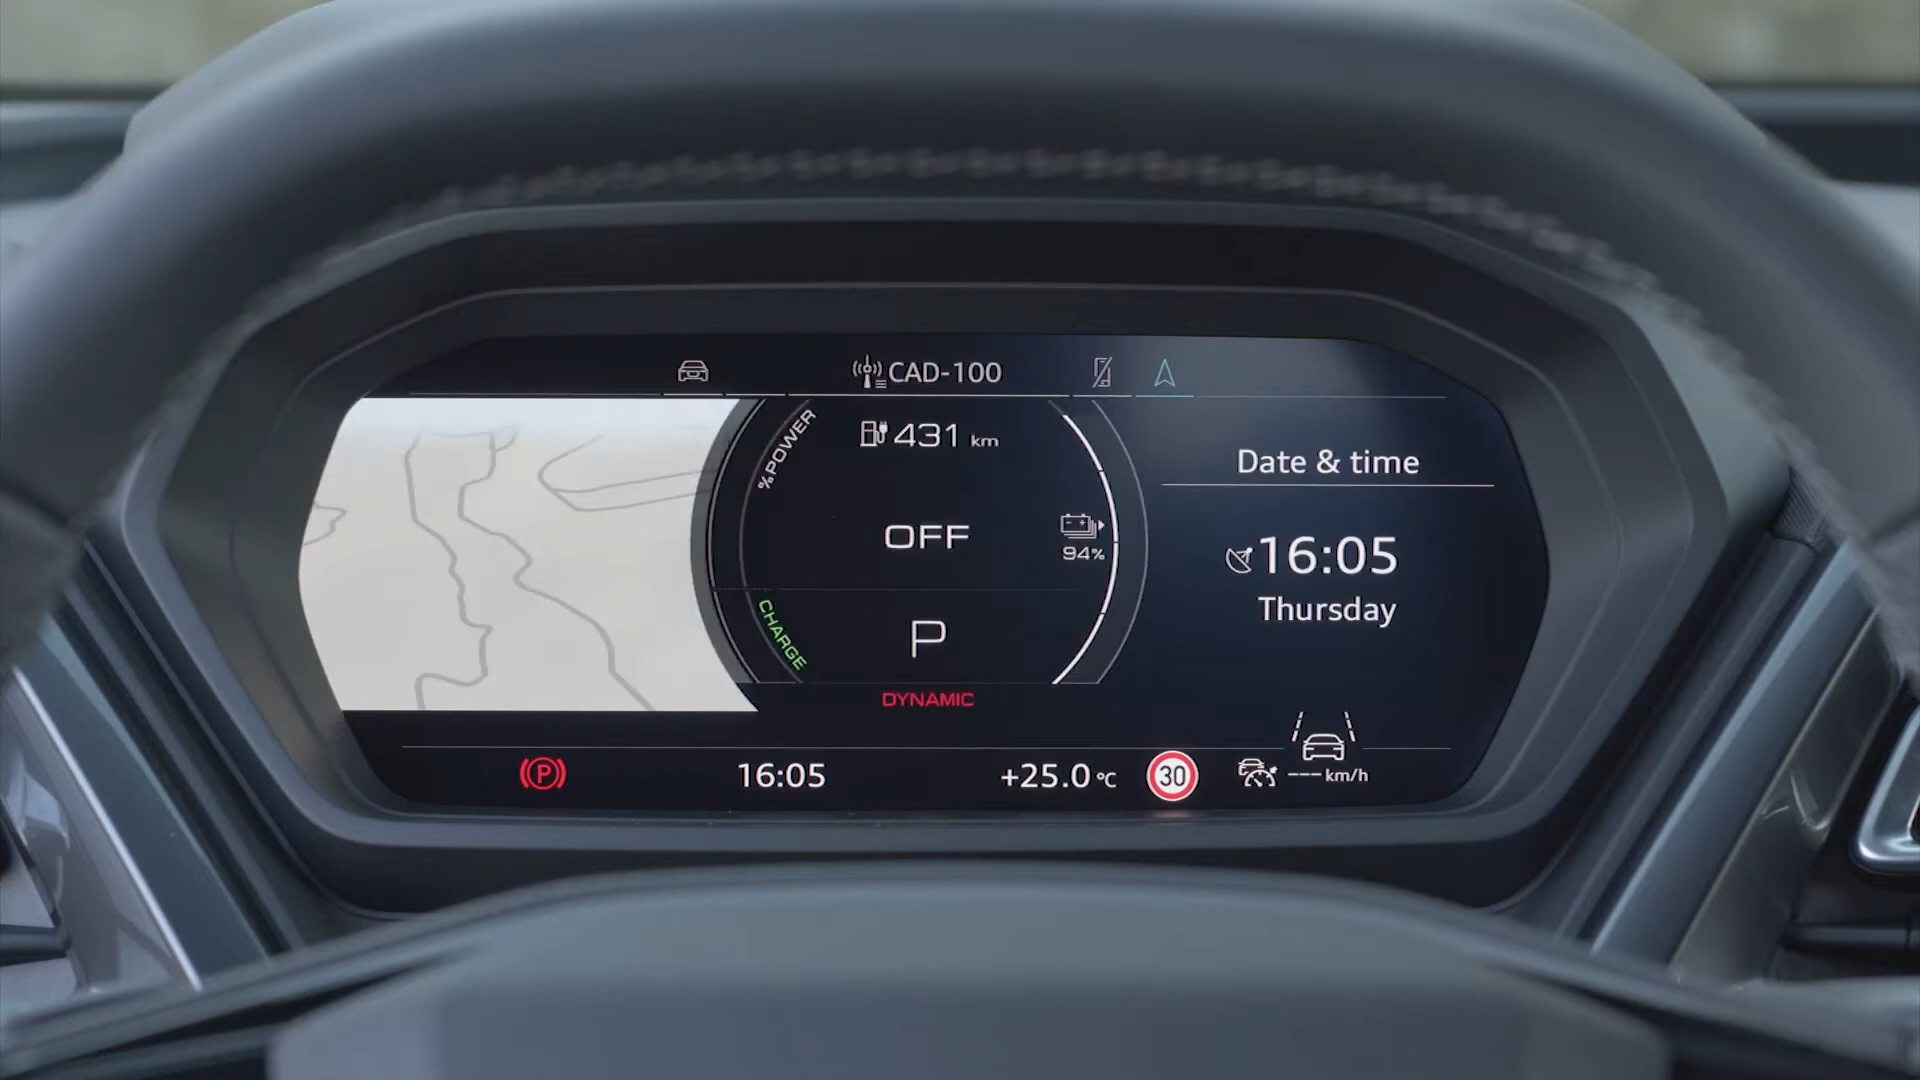 CAD-100
% POWER
431 km
OFF
94%
CHARGE
P
DYNAMIC
Date & time
16:05
Thursday
P
16:05
+25.0 °C
30
--- km/h